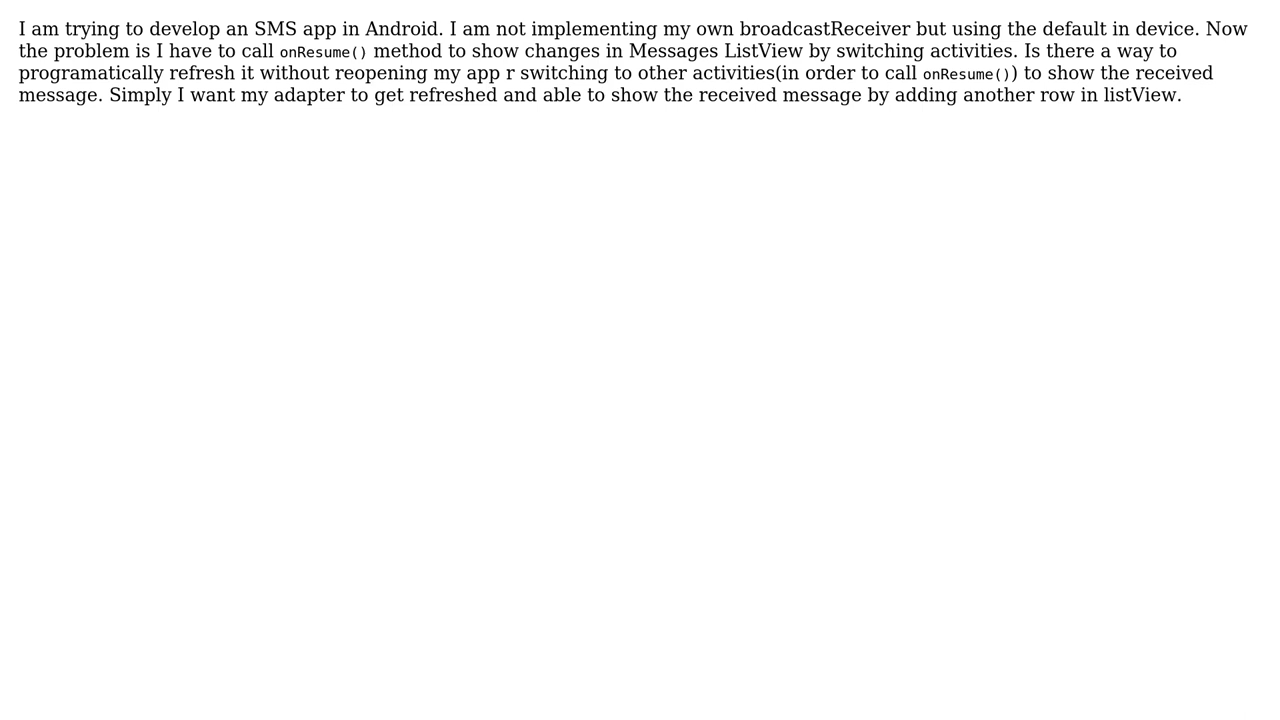 I am trying to develop an SMS app in Android. I am not implementing my own broadcastReceiver but using the default in device. Now
the problem is I have to call onResume() method to show changes in Messages ListView by switching activities. Is there a way to
programatically refresh it without reopening my app r switching to other activities(in order to call onResume()) to show the received
message. Simply I want my adapter to get refreshed and able to show the received message by adding another row in listView.